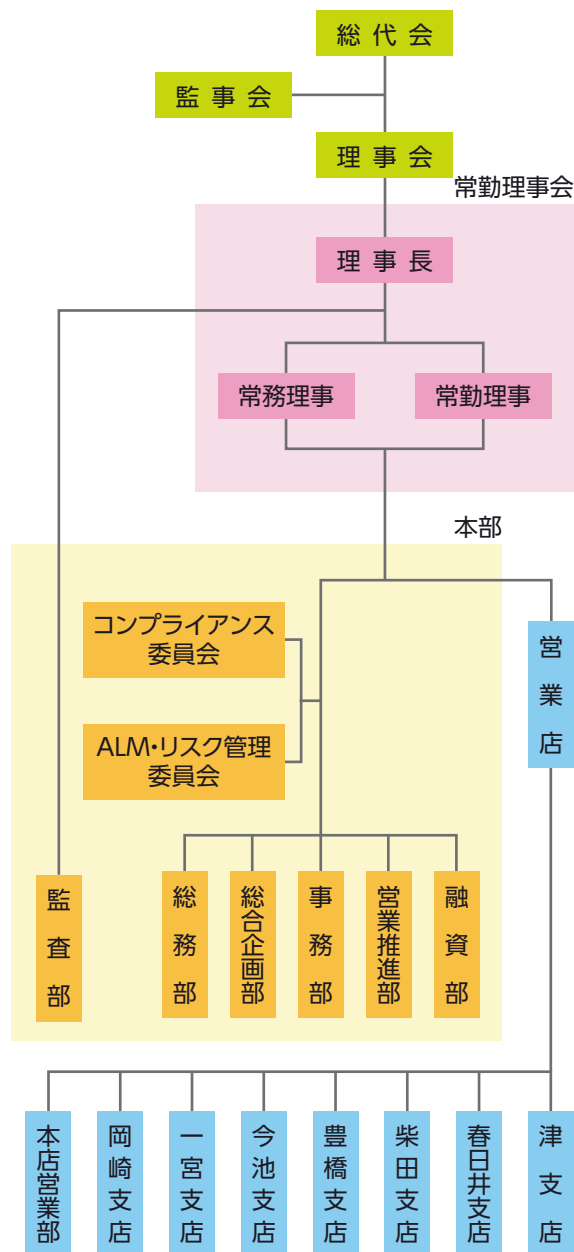 総代会
監事会
理事会
常勤理事会
理事長
常務理事
常勤理事
本部
コンプライアンス
委員会
営業店
ALM・リスク管理
委員会
監査部
総務部
総合企画部
事務部
営業推進部
融資部
本店営業部
岡崎支店
一宮支店
今池支店
豊橋支店
柴田支店
春日井支店
津支店